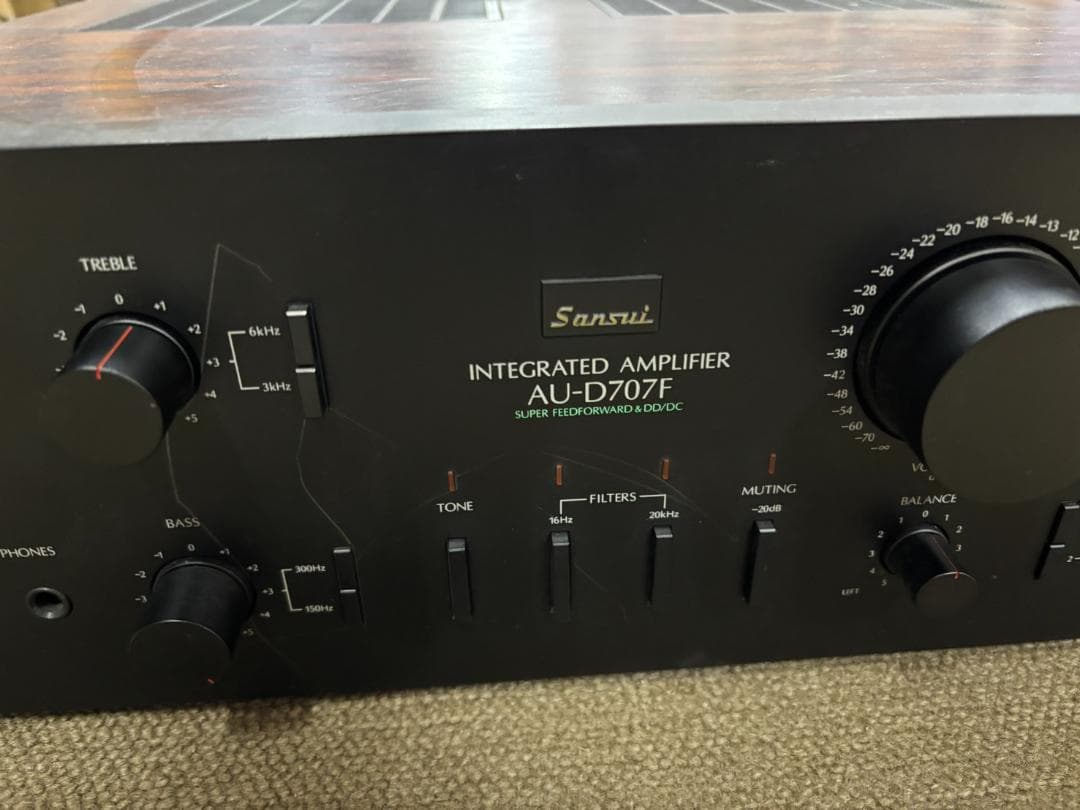 -22 -20 -18 -16 -14 -13 -12
-24
-26
-28
-30
-34
-38
-42
-48
-54
-60
-70
-∞
TREBLE
-2 -1 0 +1 +2
+3
+4
+5
6kHz
3kHz
Sansui
INTEGRATED AMPLIFIER
AU-D707F
SUPER FEEDFORWARD & DD/DC
TONE
FILTERS
16Hz 20kHz
MUTING
-20dB
BALANCE
5 4 3 2 1 0 1 2 3
LEFT
2
PHONES
BASS
-3 -2 -1 0 +1 +2
+3
+4
+5
300Hz
150Hz